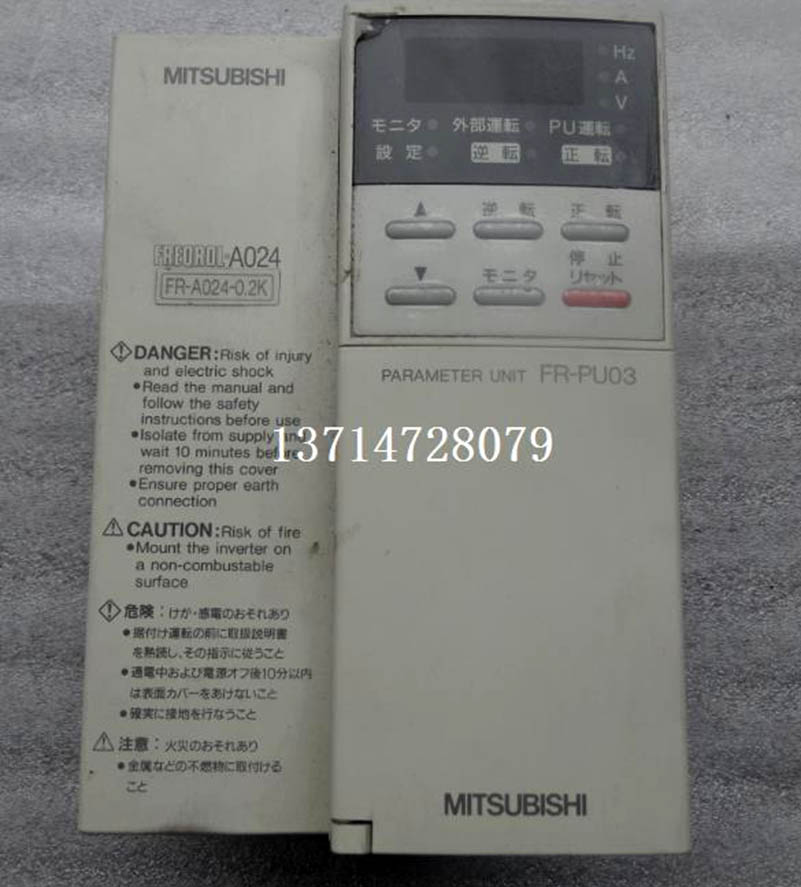 MITSUBISHI
FREQROL-A024
FR-A024-0.2K
DANGER:Risk of injury
and electric shock
•Read the manual and
follow the safety
instructions before use
•Isolate from supply and
wait 10 minutes before
removing this cover
•Ensure proper earth
connection
CAUTION:Risk of fire
•Mount the inverter on
a non-combustable
surface
危険：けが・感電のおそれあり
•据付け運転の前に取扱説明書
を熟読し、その指示に従うこと
•通電中および電源オフ後10分以内
は表面カバーをあけないこと
•確実に接地を行なうこと
注意：火災のおそれあり
•金属などの不燃物に取付ける
こと
Hz
A
V
モニタ 外部運転 PU運転
設定 逆転 正転
▲ 逆転 正転
停止
▼ モニタ リセット
PARAMETER UNIT FR-PU03
13714728079
MITSUBISHI